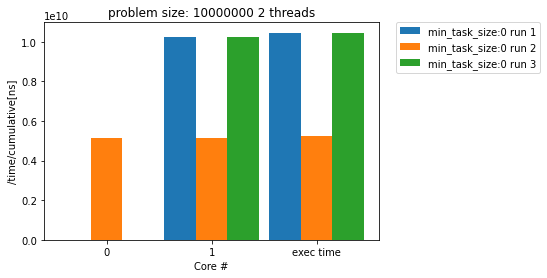 problem size: 10000000 2 threads
1e10
1.0
0.8
0.6
0.4
0.2
0.0
/time/cumulative[ns]
0 1 exec time
Core #
min_task_size:0 run 1
min_task_size:0 run 2
min_task_size:0 run 3